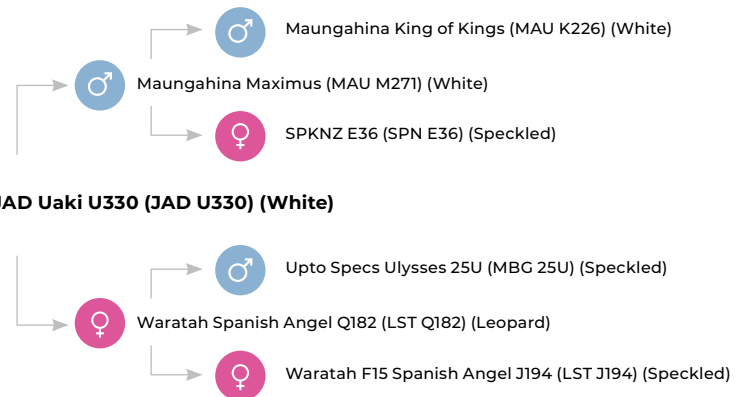 Maungahina King of Kings (MAU K226) (White)
Maungahina Maximus (MAU M271) (White)
SPKNZ E36 (SPN E36) (Speckled)
JAD Uaki U330 (JAD U330) (White)
Upto Specs Ulysses 25U (MBG 25U) (Speckled)
Waratah Spanish Angel Q182 (LST Q182) (Leopard)
Waratah F15 Spanish Angel J194 (LST J194) (Speckled)